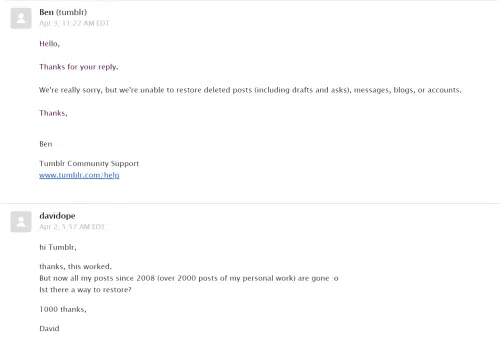 Ben (tumblr)
Apr 3, 11:22 AM EDT
Hello,
Thanks for your reply.
We're really sorry, but we're unable to restore deleted posts (including drafts and asks), messages, blogs, or accounts.
Thanks,
Ben
Tumblr Community Support
www.tumblr.com/help
davidope
Apr 2, 5:57 AM EDT
hi Tumblr,
thanks, this worked.
But now all my posts since 2008 (over 2000 posts of my personal work) are gone :o
Ist there a way to restore?
1000 thanks,
David